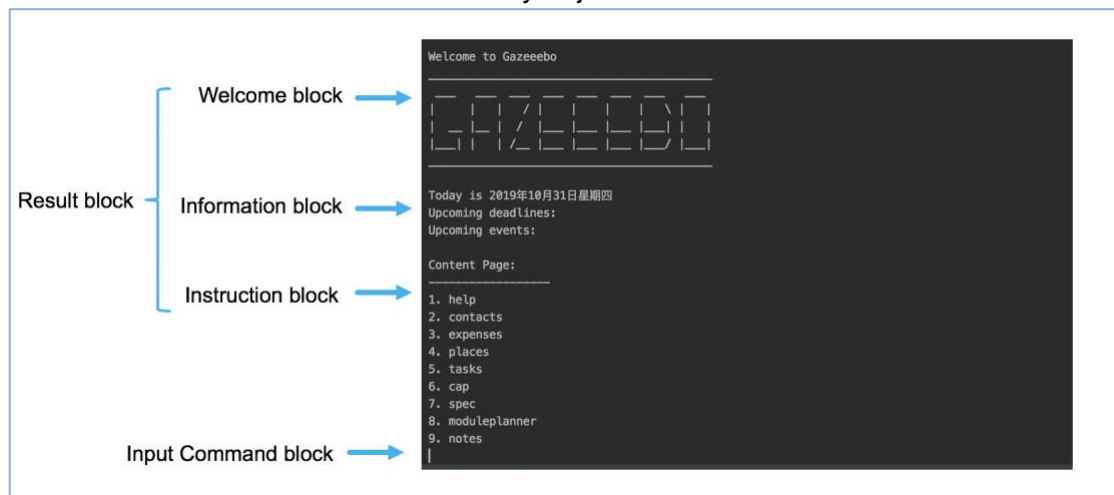 Welcome to Gazeeebo
Welcome block
GAZEEEBO
Result block
Information block
Today is 2019年10月31日星期四
Upcoming deadlines:
Upcoming events:
Content Page:
Instruction block
1. help
2. contacts
3. expenses
4. places
5. tasks
6. cap
7. spec
8. moduleplanner
9. notes
Input Command block